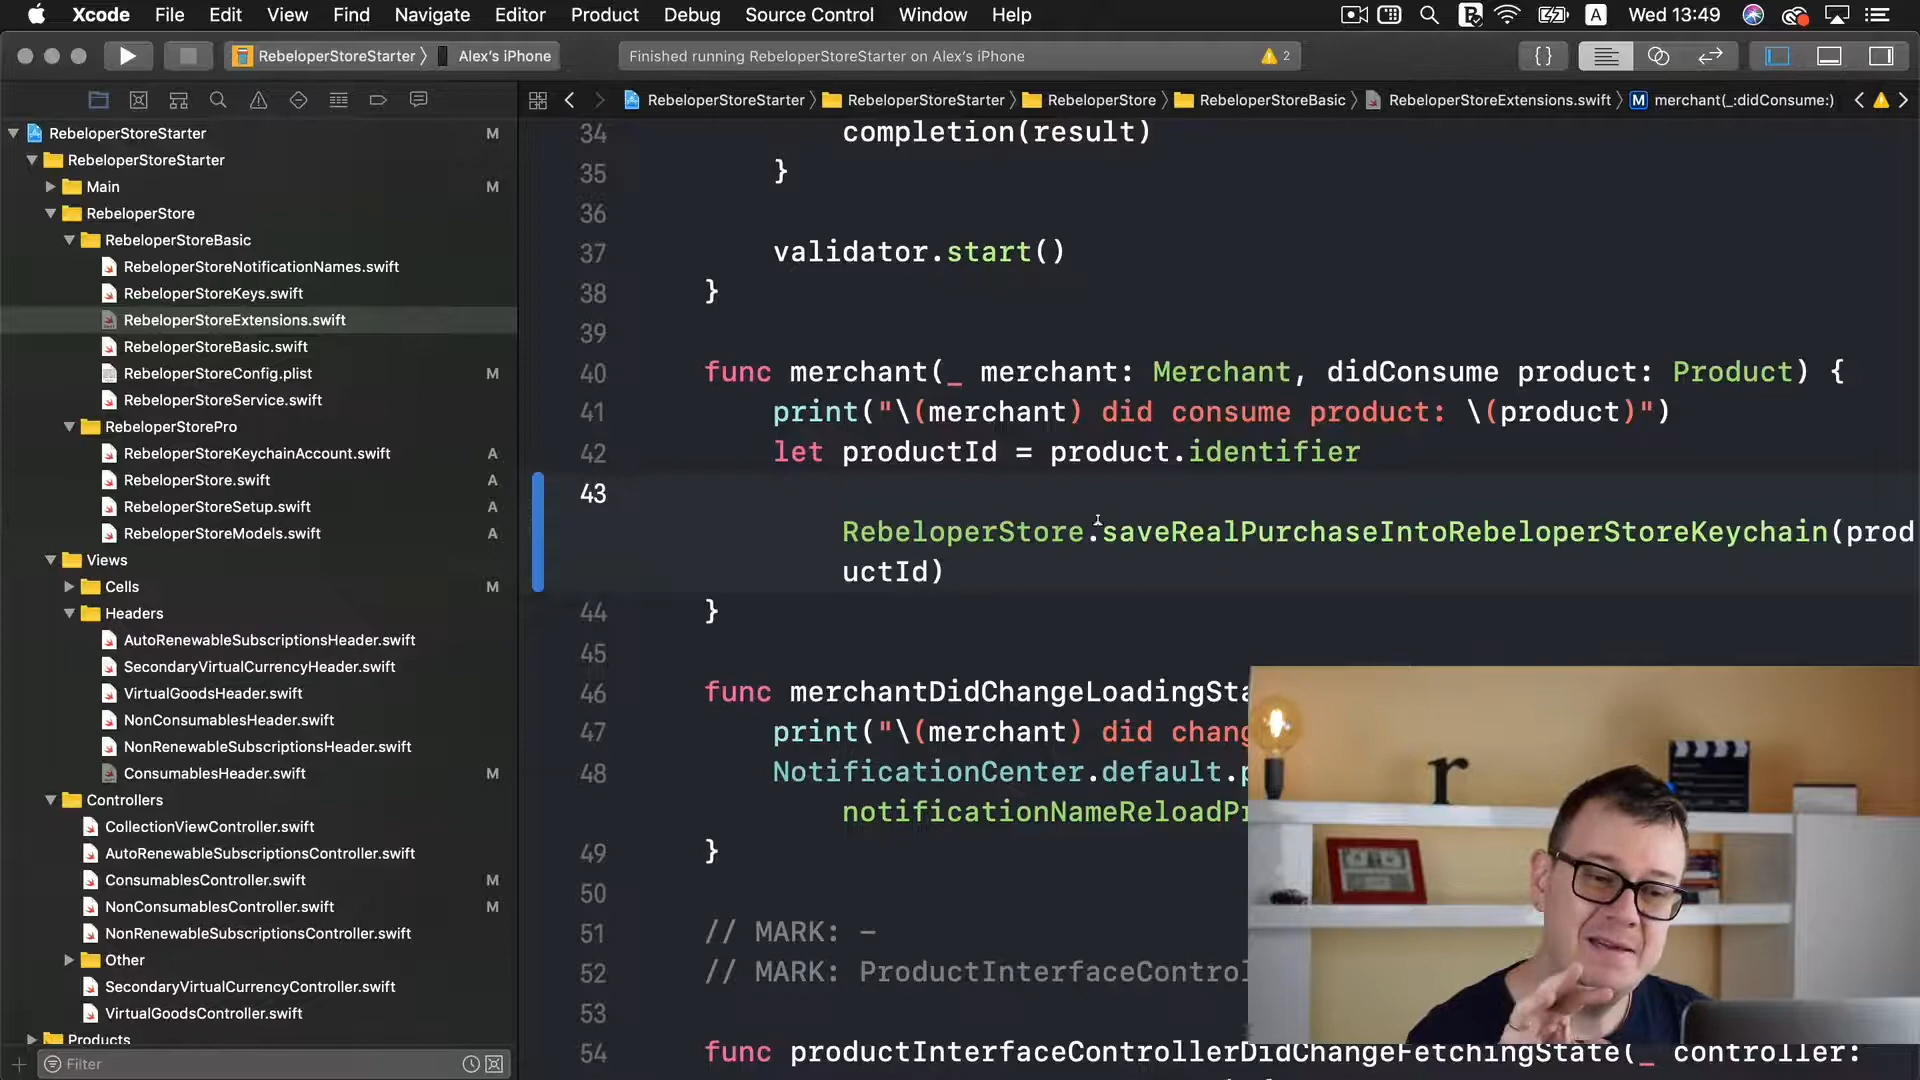 Xcode File Edit View Find Navigate Editor Product Debug Source Control Window Help
A Wed 13:49
RebeloperStoreStarter Alex's iPhone
Finished running RebeloperStoreStarter on Alex's iPhone 2
RebeloperStoreStarter RebeloperStoreStarter RebeloperStore RebeloperStoreBasic RebeloperStoreExtensions.swift M merchant(_:didConsume:)
RebeloperStoreStarter M
RebeloperStoreStarter
Main M
RebeloperStore
RebeloperStoreBasic
RebeloperStoreNotificationNames.swift
RebeloperStoreKeys.swift
RebeloperStoreExtensions.swift
RebeloperStoreBasic.swift
RebeloperStoreConfig.plist M
RebeloperStoreService.swift
RebeloperStorePro
RebeloperStoreKeychainAccount.swift A
RebeloperStore.swift A
RebeloperStoreSetup.swift A
RebeloperStoreModels.swift A
Views
Cells M
Headers
AutoRenewableSubscriptionsHeader.swift
SecondaryVirtualCurrencyHeader.swift
VirtualGoodsHeader.swift
NonConsumablesHeader.swift
NonRenewableSubscriptionsHeader.swift
ConsumablesHeader.swift M
Controllers
CollectionViewController.swift
AutoRenewableSubscriptionsController.swift
ConsumablesController.swift M
NonConsumablesController.swift M
NonRenewableSubscriptionsController.swift
Other
SecondaryVirtualCurrencyController.swift
VirtualGoodsController.swift
Products
Filter
34 completion(result)
35 }
36
37 validator.start()
38 }
39
40 func merchant(_ merchant: Merchant, didConsume product: Product) {
41 print("\(merchant) did consume product: \(product)")
42 let productId = product.identifier
43
RebeloperStore.saveRealPurchaseIntoRebeloperStoreKeychain(prod
uctId)
44 }
45
46 func merchantDidChangeLoadingSta
47 print("\(merchant) did chang
48 NotificationCenter.default.p
notificationNameReloadPr
49 }
50
51 // MARK: -
52 // MARK: ProductInterfaceControl
53
54 func productInterfaceControllerDidChangeFetchingState(_ controller:
r